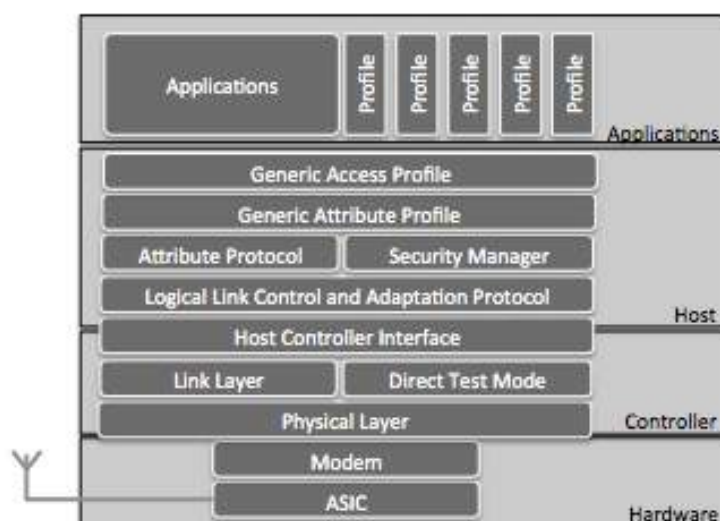 Applications
Profile
Profile
Profile
Profile
Profile
Applications
Generic Access Profile
Generic Attribute Profile
Attribute Protocol
Security Manager
Logical Link Control and Adaptation Protocol
Host
Host Controller Interface
Link Layer
Direct Test Mode
Physical Layer
Controller
Modem
ASIC
Hardware